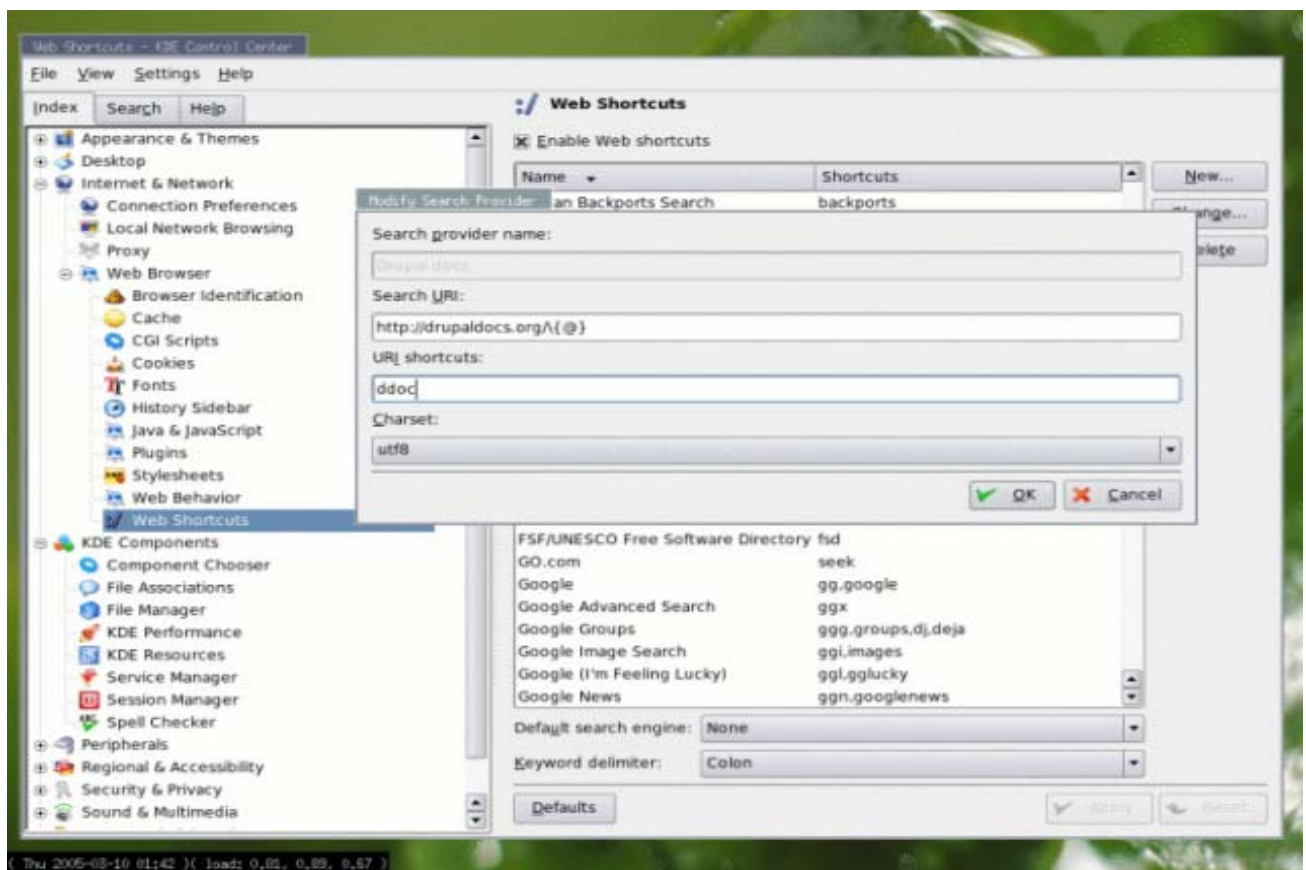 Web Shortcuts - KDE Control Center
File View Settings Help
Index Search Help
Appearance & Themes
Desktop
Internet & Network
Connection Preferences
Local Network Browsing
Proxy
Web Browser
Browser Identification
Cache
CGI Scripts
Cookies
Fonts
History Sidebar
Java & JavaScript
Plugins
Stylesheets
Web Behavior
Web Shortcuts
KDE Components
Component Chooser
File Associations
File Manager
KDE Performance
KDE Resources
Service Manager
Session Manager
Spell Checker
Peripherals
Regional & Accessibility
Security & Privacy
Sound & Multimedia
:/ Web Shortcuts
Enable Web shortcuts
Name Shortcuts
an Backports Search backports
New...
ange...
elete
Modify Search Provider
Search provider name:
Drupal docs
Search URI:
http://drupaldocs.org/\{@}
URI shortcuts:
ddoc
Charset:
utf8
OK Cancel
FSF/UNESCO Free Software Directory fsd
GO.com seek
Google gg,google
Google Advanced Search ggx
Google Groups ggg,groups,dj,deja
Google Image Search ggi,images
Google (I'm Feeling Lucky) ggl,gglucky
Google News ggn,googlenews
Default search engine: None
Keyword delimiter: Colon
Defaults Apply Reset
( Thu 2005-03-10 01:42 )( load: 0.81, 0.89, 0.67 )